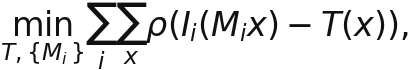 min_{T, {M_i}} ∑_i ∑_x ρ(I_i(M_i x) − T(x)),